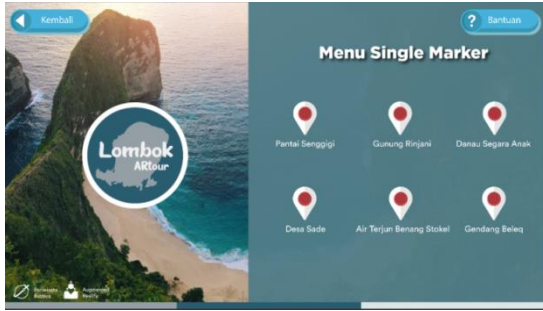 Kembali
? Bantuan
Menu Single Marker
Lombok
ARtour
Pantai Senggigi
Gunung Rinjani
Danau Segara Anak
Desa Sade
Air Terjun Benang Stokel
Gendang Beleq
Augmented
Reality